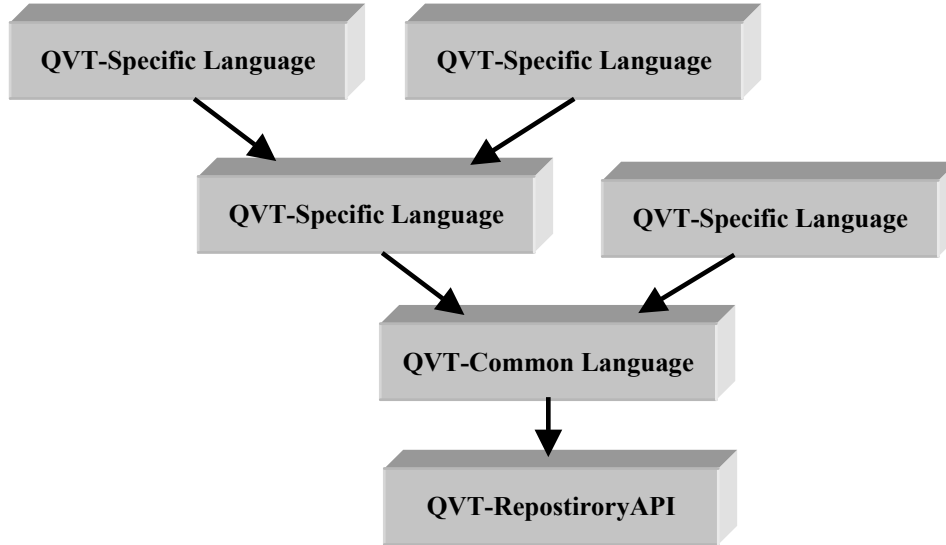 QVT-Specific Language
QVT-Specific Language
QVT-Specific Language
QVT-Specific Language
QVT-Common Language
QVT-RepostiroryAPI